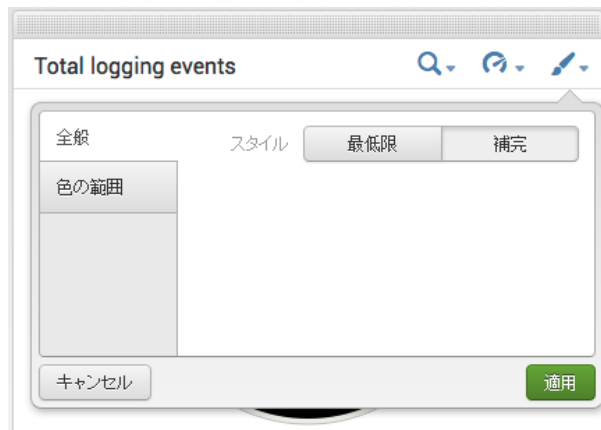 Total logging events
全般
スタイル 最低限 補完
色の範囲
キャンセル 適用